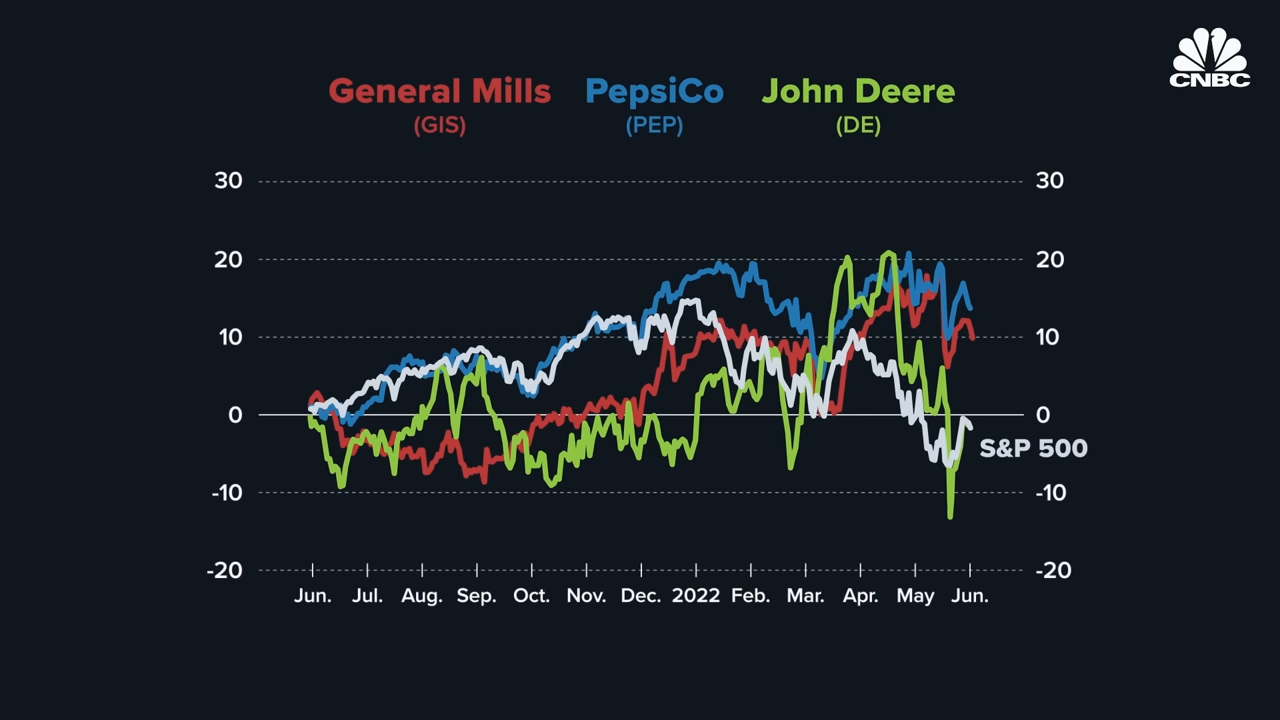 CNBC
General Mills PepsiCo John Deere
(GIS) (PEP) (DE)
30 30
20 20
10 10
0 0
S&P 500
-10 -10
-20 -20
Jun. Jul. Aug. Sep. Oct. Nov. Dec. 2022 Feb. Mar. Apr. May Jun.